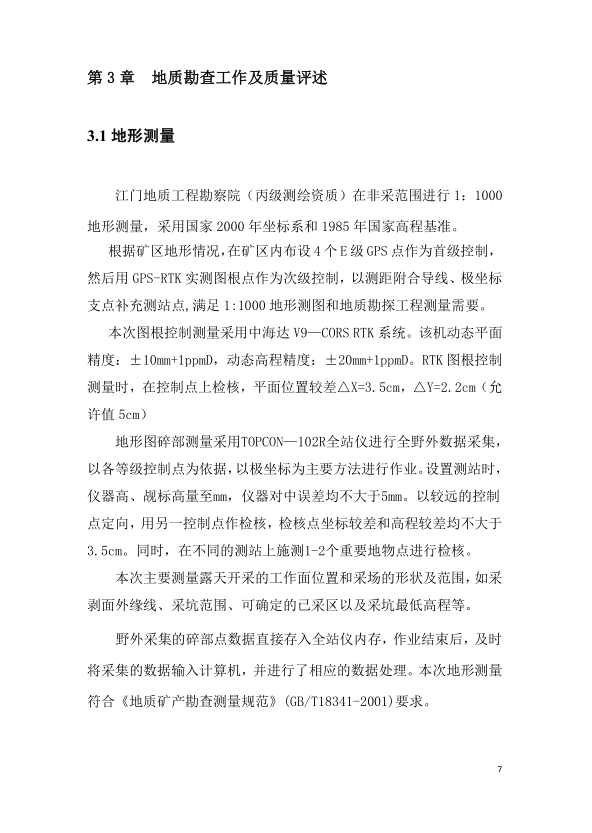 第 3 章　地质勘查工作及质量评述
3.1 地形测量
江门地质工程勘察院（丙级测绘资质）在非采范围进行 1：1000
地形测量，采用国家 2000 年坐标系和 1985 年国家高程基准。
根据矿区地形情况,在矿区内布设 4 个 E 级 GPS 点作为首级控制，
然后用 GPS-RTK 实测图根点作为次级控制，以测距附合导线、极坐标
支点补充测站点,满足 1:1000 地形测图和地质勘探工程测量需要。
本次图根控制测量采用中海达 V9—CORS RTK 系统。该机动态平面
精度：±10mm+1ppmD，动态高程精度：±20mm+1ppmD。RTK 图根控制
测量时，在控制点上检核，平面位置较差△X=3.5cm，△Y=2.2cm（允
许值 5cm）
地形图碎部测量采用TOPCON—102R全站仪进行全野外数据采集，
以各等级控制点为依据，以极坐标为主要方法进行作业。设置测站时，
仪器高、觇标高量至mm，仪器对中误差均不大于5mm。以较远的控制
点定向，用另一控制点作检核，检核点坐标较差和高程较差均不大于
3.5cm。同时，在不同的测站上施测1-2个重要地物点进行检核。
本次主要测量露天开采的工作面位置和采场的形状及范围，如采
剥面外缘线、采坑范围、可确定的已采区以及采坑最低高程等。
野外采集的碎部点数据直接存入全站仪内存，作业结束后，及时
将采集的数据输入计算机，并进行了相应的数据处理。本次地形测量
符合《地质矿产勘查测量规范》(GB/T18341-2001)要求。
7